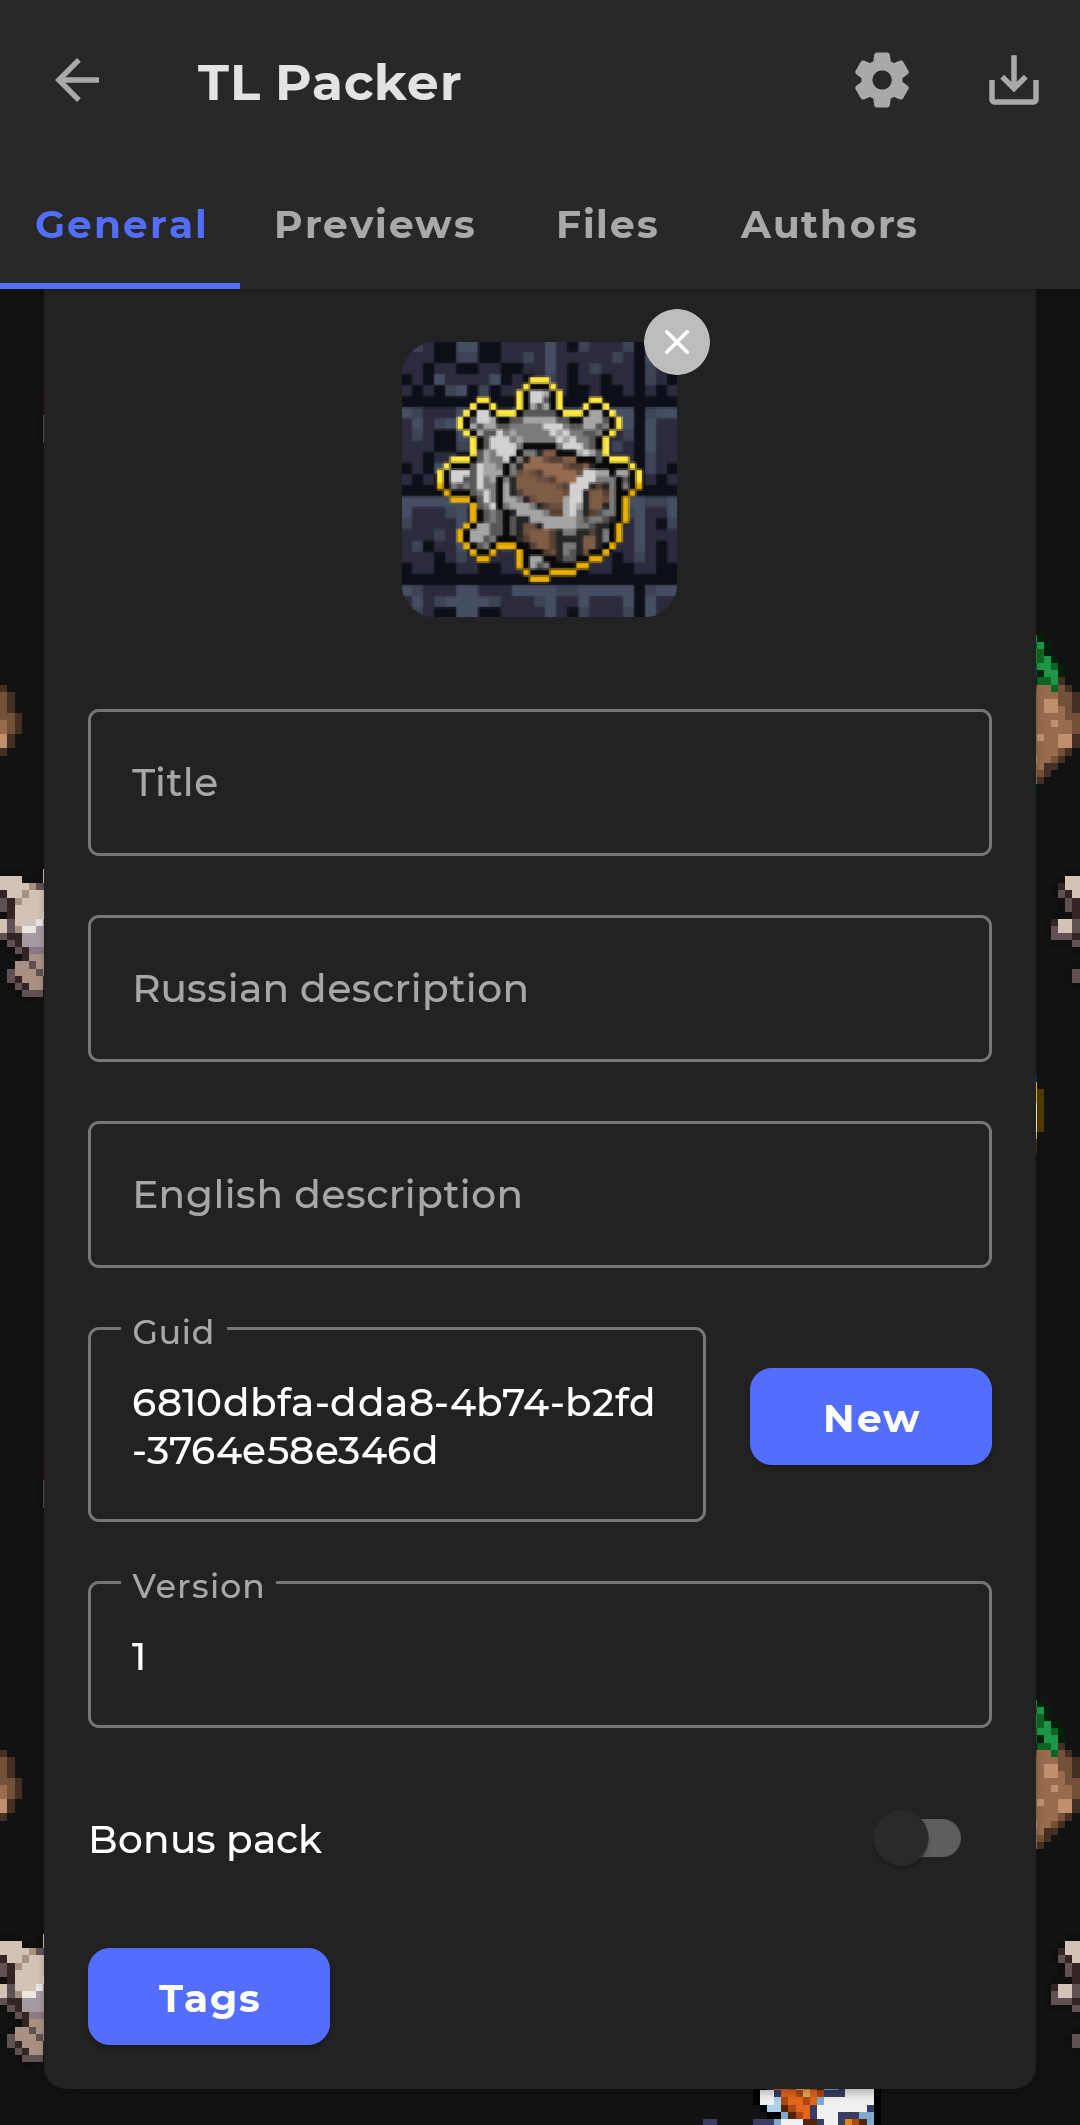 TL Packer
General Previews Files Authors
Title
Russian description
English description
Guid
6810dbfa-dda8-4b74-b2fd
-3764e58e346d
New
Version
1
Bonus pack
Tags